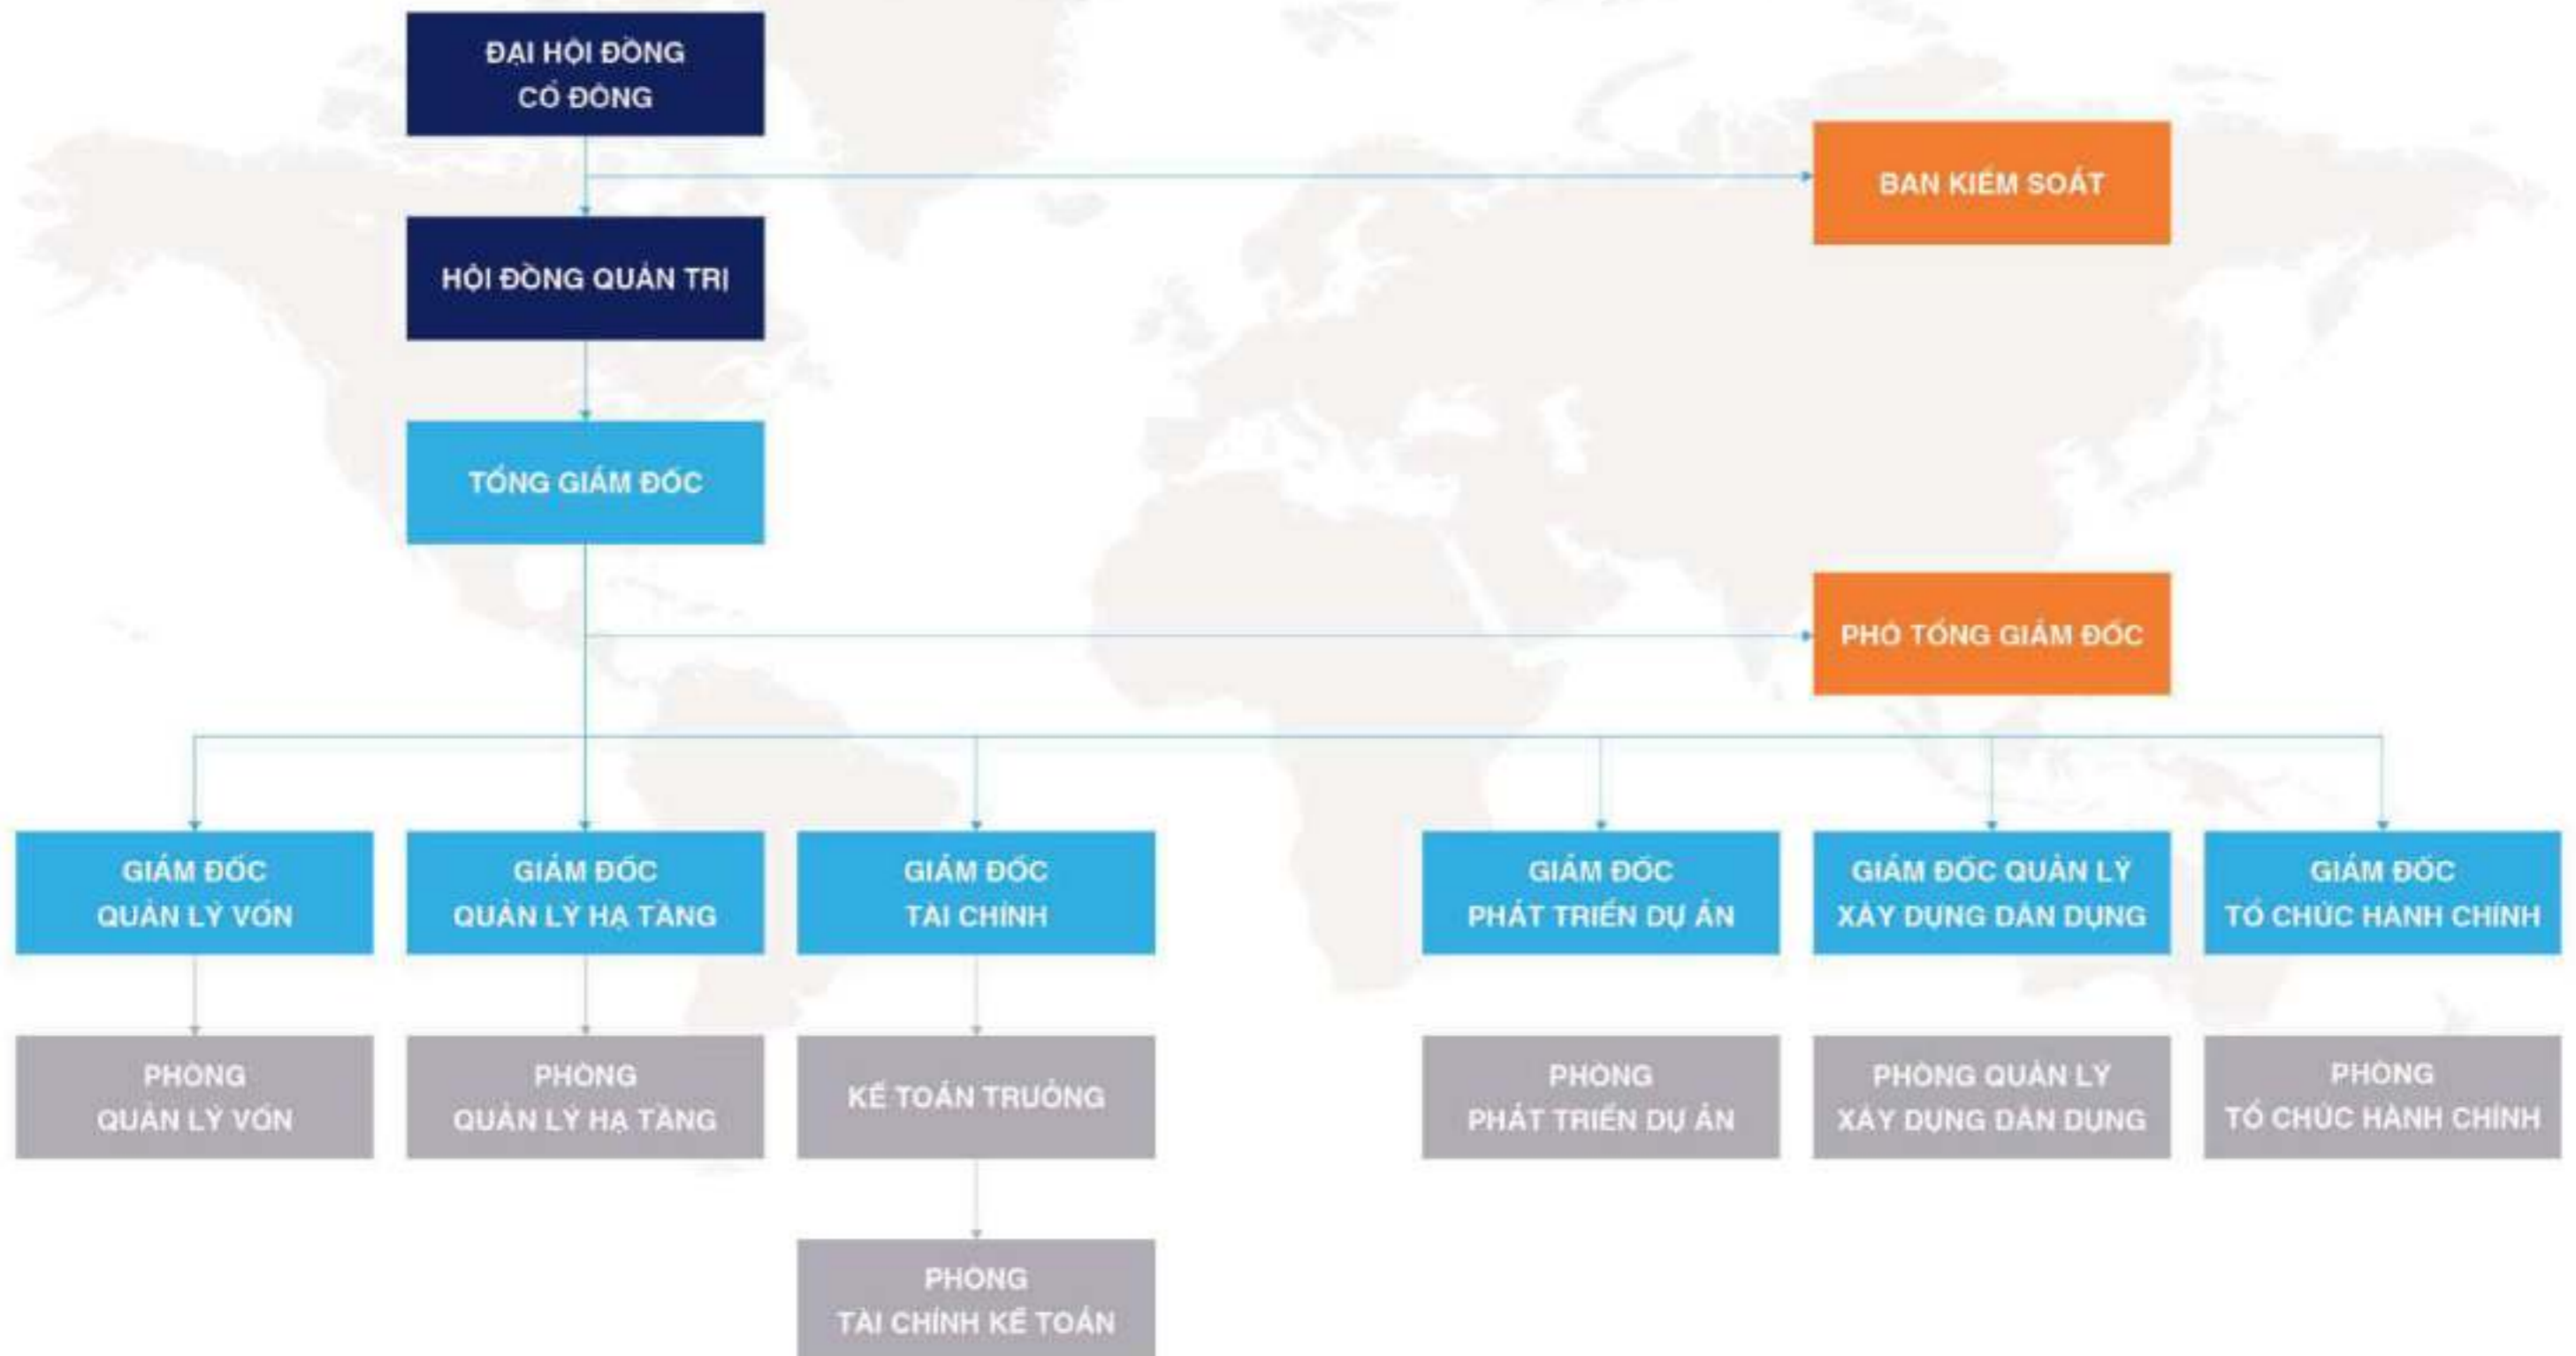 ĐẠI HỘI ĐỒNG
CỔ ĐÔNG
BAN KIỂM SOÁT
HỘI ĐỒNG QUẢN TRỊ
TỔNG GIÁM ĐỐC
PHÓ TỔNG GIÁM ĐỐC
GIÁM ĐỐC
QUẢN LÝ VỐN
GIÁM ĐỐC
QUẢN LÝ HẠ TẦNG
GIÁM ĐỐC
TÀI CHÍNH
GIÁM ĐỐC
PHÁT TRIỂN DỰ ÁN
GIÁM ĐỐC QUẢN LÝ
XÂY DỤNG DÂN DỤNG
GIÁM ĐỐC
TỔ CHỨC HÀNH CHÍNH
PHÒNG
QUẢN LÝ VỐN
PHÒNG
QUẢN LÝ HẠ TẦNG
KẾ TOÁN TRƯỞNG
PHÒNG
PHÁT TRIỂN DỰ ÁN
PHÒNG QUẢN LÝ
XÂY DỤNG DÂN DỤNG
PHÒNG
TỔ CHỨC HÀNH CHÍNH
PHÒNG
TÀI CHÍNH KẾ TOÁN